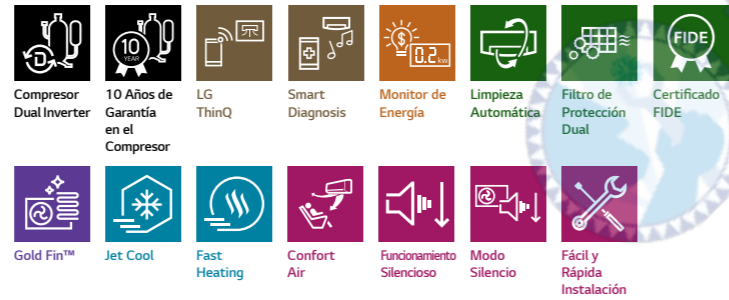 10
YEAR
0.2 kw
FIDE
Compresor
Dual Inverter
10 Años de
Garantía
en el
Compresor
LG
ThinQ
Smart
Diagnosis
Monitor de
Energía
Limpieza
Automática
Filtro de
Protección
Dual
Certificado
FIDE
Gold Fin™
Jet Cool
Fast
Heating
Confort
Air
Funcionamiento
Silencioso
Modo
Silencio
Fácil y
Rápida
Instalación